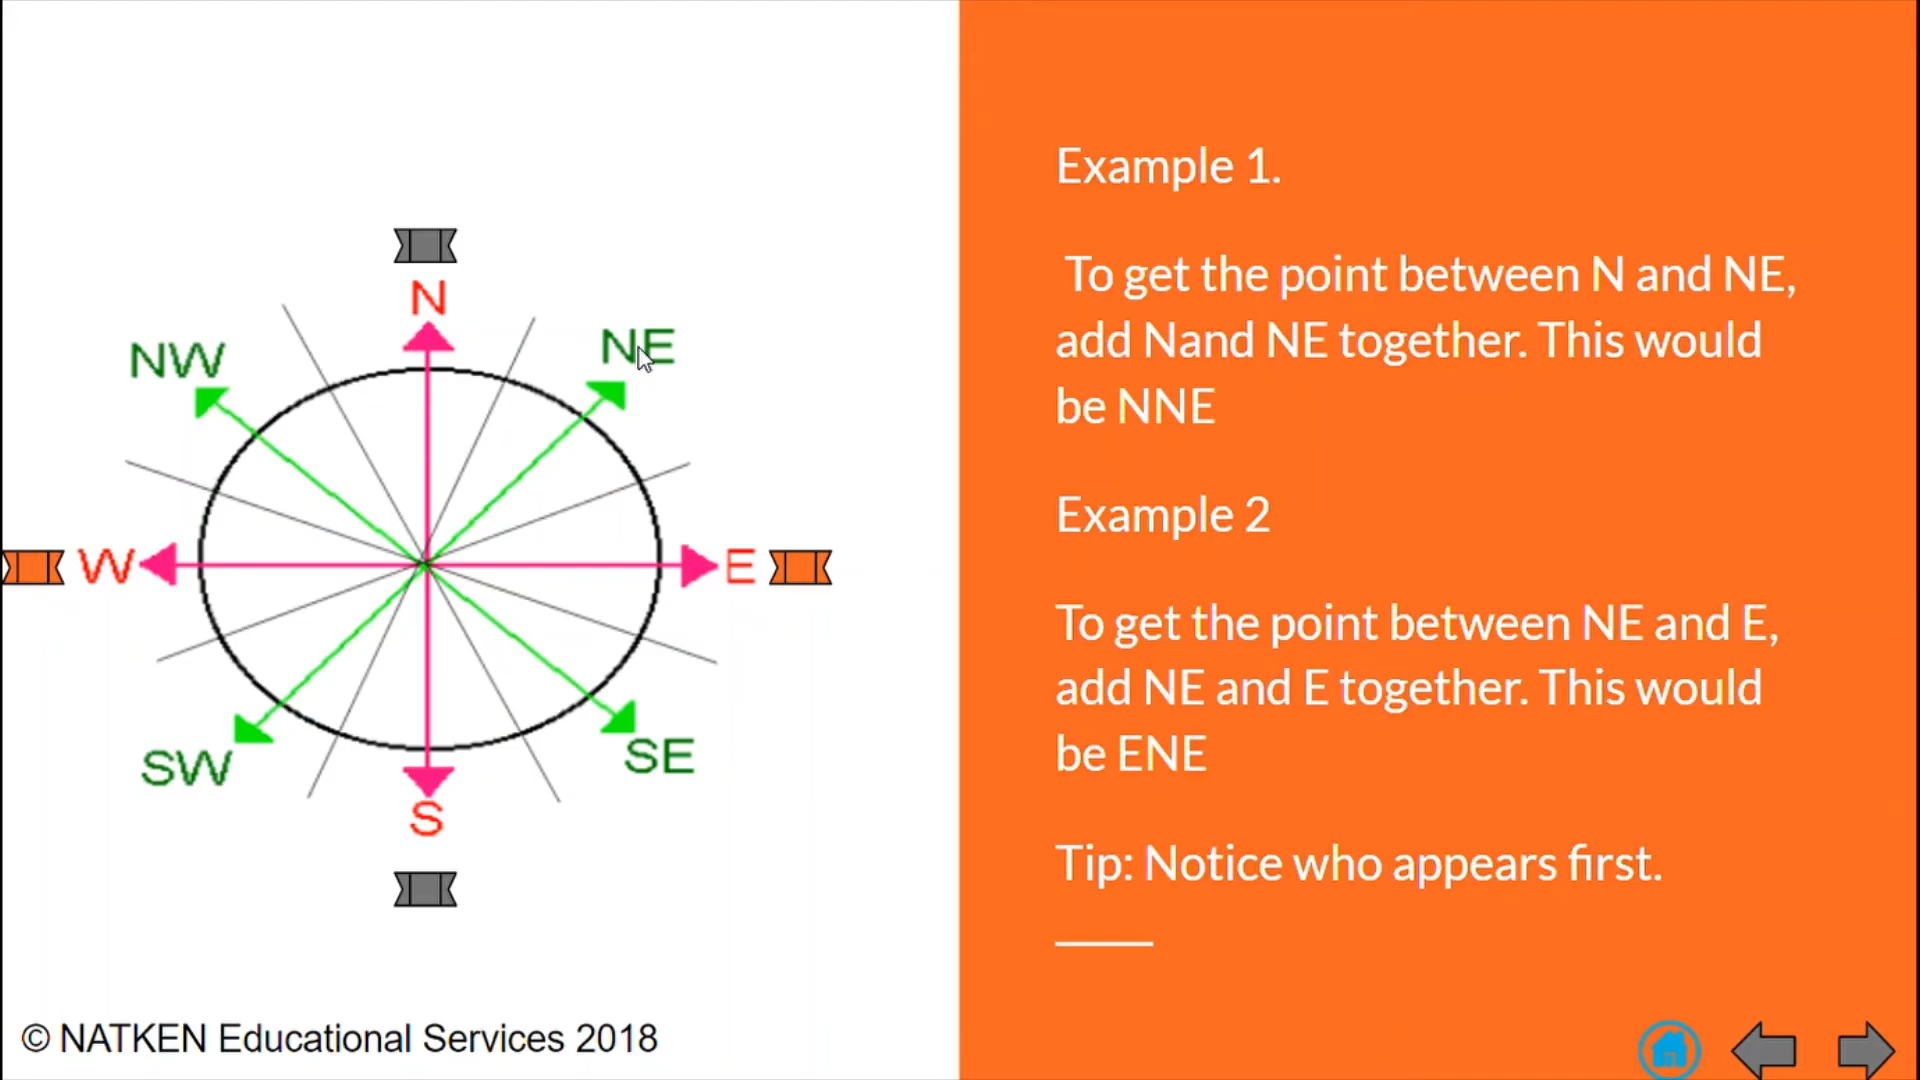 N
NW
NE
W
E
SW
SE
S
© NATKEN Educational Services 2018
Example 1.
To get the point between N and NE,
add Nand NE together. This would
be NNE
Example 2
To get the point between NE and E,
add NE and E together. This would
be ENE
Tip: Notice who appears first.